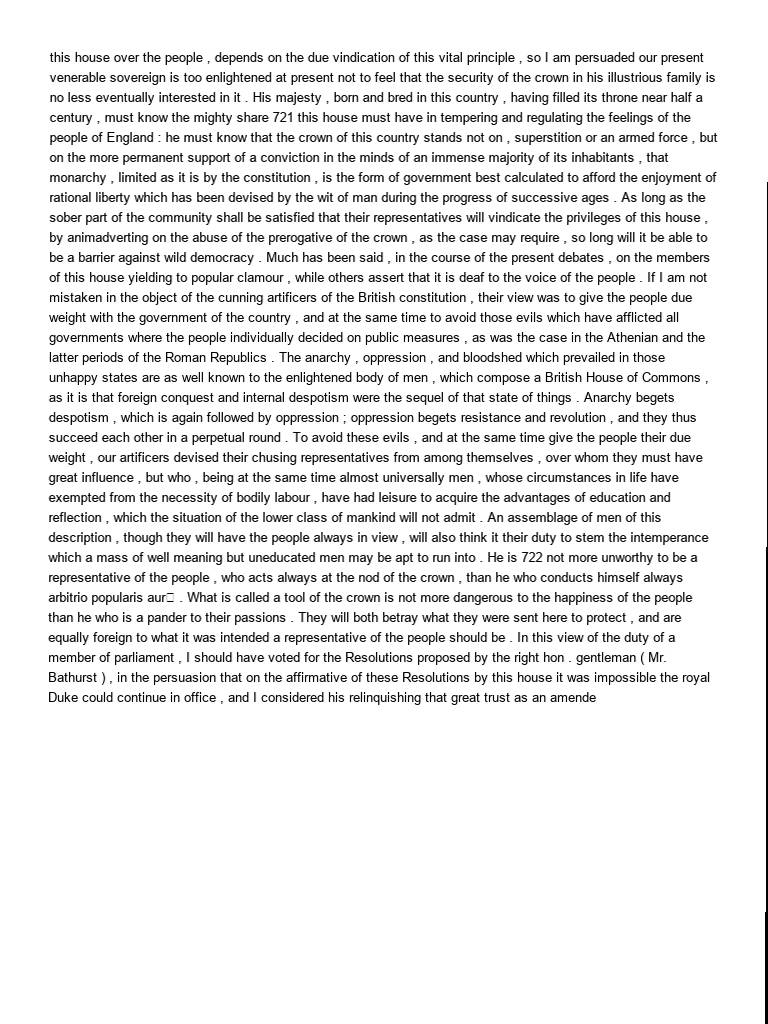 this house over the people , depends on the due vindication of this vital principle , so I am persuaded our present
venerable sovereign is too enlightened at present not to feel that the security of the crown in his illustrious family is
no less eventually interested in it . His majesty , born and bred in this country , having filled its throne near half a
century , must know the mighty share 721 this house must have in tempering and regulating the feelings of the
people of England : he must know that the crown of this country stands not on , superstition or an armed force , but
on the more permanent support of a conviction in the minds of an immense majority of its inhabitants , that
monarchy , limited as it is by the constitution , is the form of government best calculated to afford the enjoyment of
rational liberty which has been devised by the wit of man during the progress of successive ages . As long as the
sober part of the community shall be satisfied that their representatives will vindicate the privileges of this house ,
by animadverting on the abuse of the prerogative of the crown , as the case may require , so long will it be able to
be a barrier against wild democracy . Much has been said , in the course of the present debates , on the members
of this house yielding to popular clamour , while others assert that it is deaf to the voice of the people . If I am not
mistaken in the object of the cunning artificers of the British constitution , their view was to give the people due
weight with the government of the country , and at the same time to avoid those evils which have afflicted all
governments where the people individually decided on public measures , as was the case in the Athenian and the
latter periods of the Roman Republics . The anarchy , oppression , and bloodshed which prevailed in those
unhappy states are as well known to the enlightened body of men , which compose a British House of Commons ,
as it is that foreign conquest and internal despotism were the sequel of that state of things . Anarchy begets
despotism , which is again followed by oppression ; oppression begets resistance and revolution , and they thus
succeed each other in a perpetual round . To avoid these evils , and at the same time give the people their due
weight , our artificers devised their chusing representatives from among themselves , over whom they must have
great influence , but who , being at the same time almost universally men , whose circumstances in life have
exempted from the necessity of bodily labour , have had leisure to acquire the advantages of education and
reflection , which the situation of the lower class of mankind will not admit . An assemblage of men of this
description , though they will have the people always in view , will also think it their duty to stem the intemperance
which a mass of well meaning but uneducated men may be apt to run into . He is 722 not more unworthy to be a
representative of the people , who acts always at the nod of the crown , than he who conducts himself always
arbitrio popularis aur . What is called a tool of the crown is not more dangerous to the happiness of the people
than he who is a pander to their passions . They will both betray what they were sent here to protect , and are
equally foreign to what it was intended a representative of the people should be . In this view of the duty of a
member of parliament , I should have voted for the Resolutions proposed by the right hon . gentleman ( Mr.
Bathurst ) , in the persuasion that on the affirmative of these Resolutions by this house it was impossible the royal
Duke could continue in office , and I considered his relinquishing that great trust as an amende